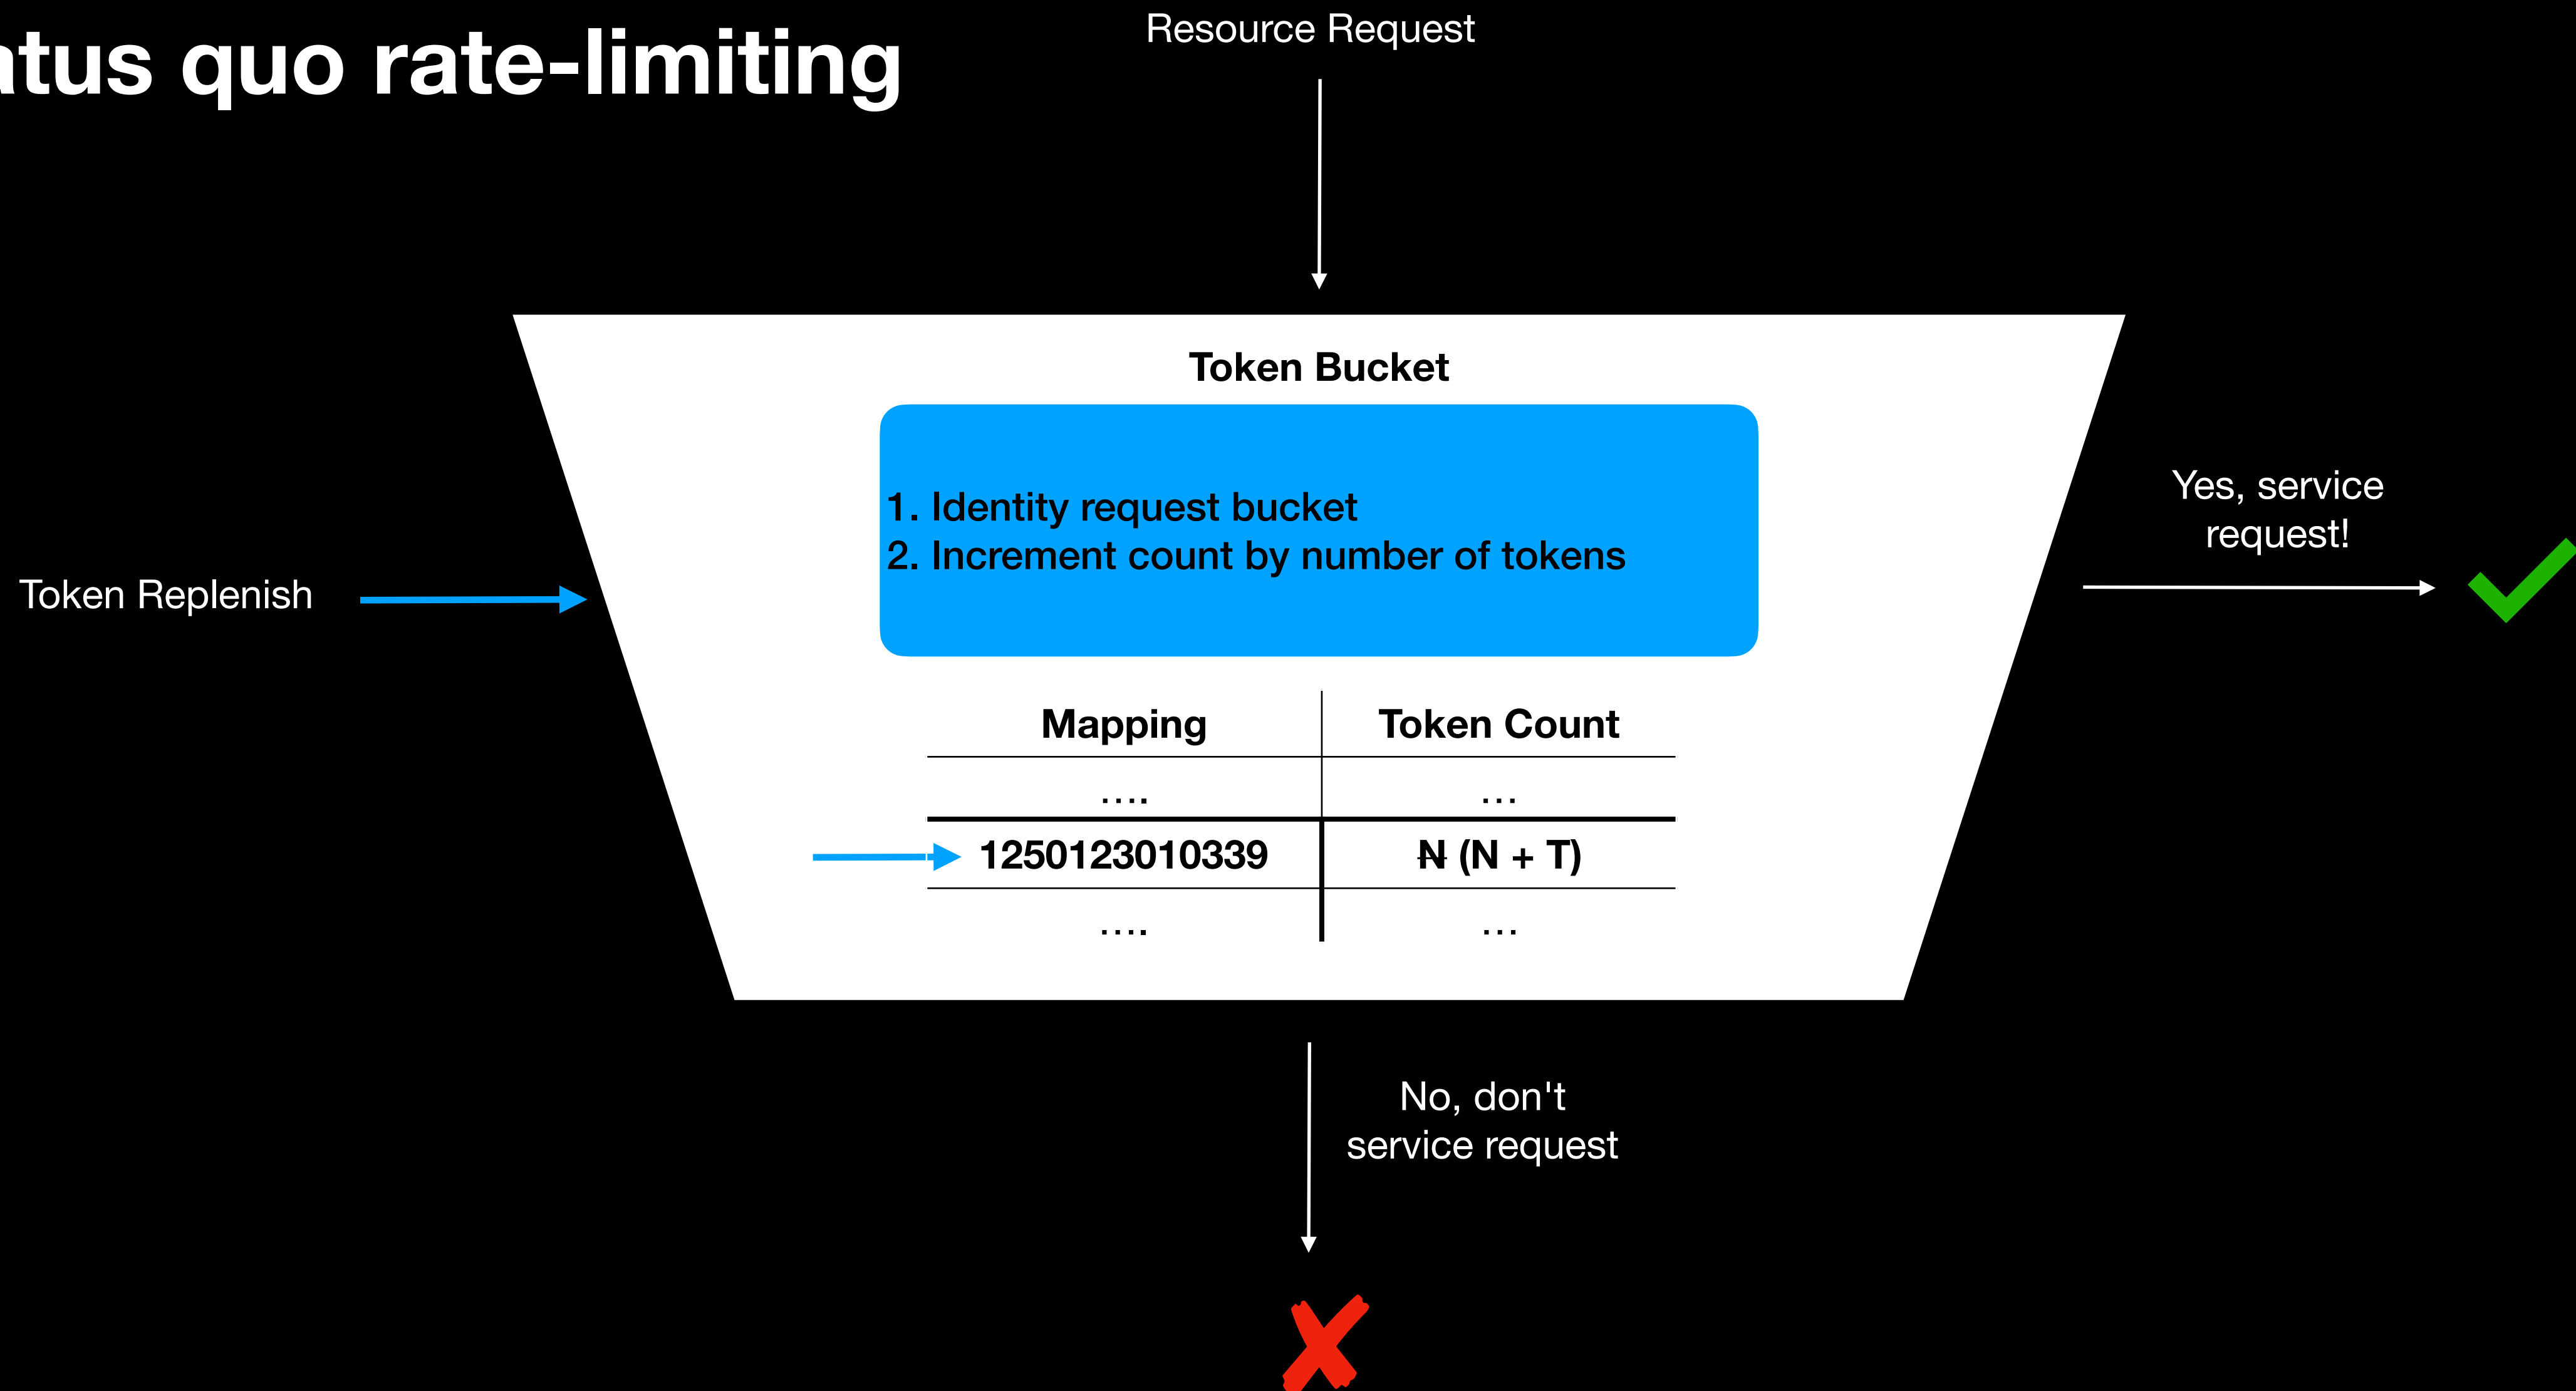 atus quo rate-limiting
Resource Request
Token Bucket
1. Identity request bucket
2. Increment count by number of tokens
Token Replenish
Yes, service
request!
Mapping Token Count
.... ...
1250123010339 N (N + T)
.... ...
No, don't
service request